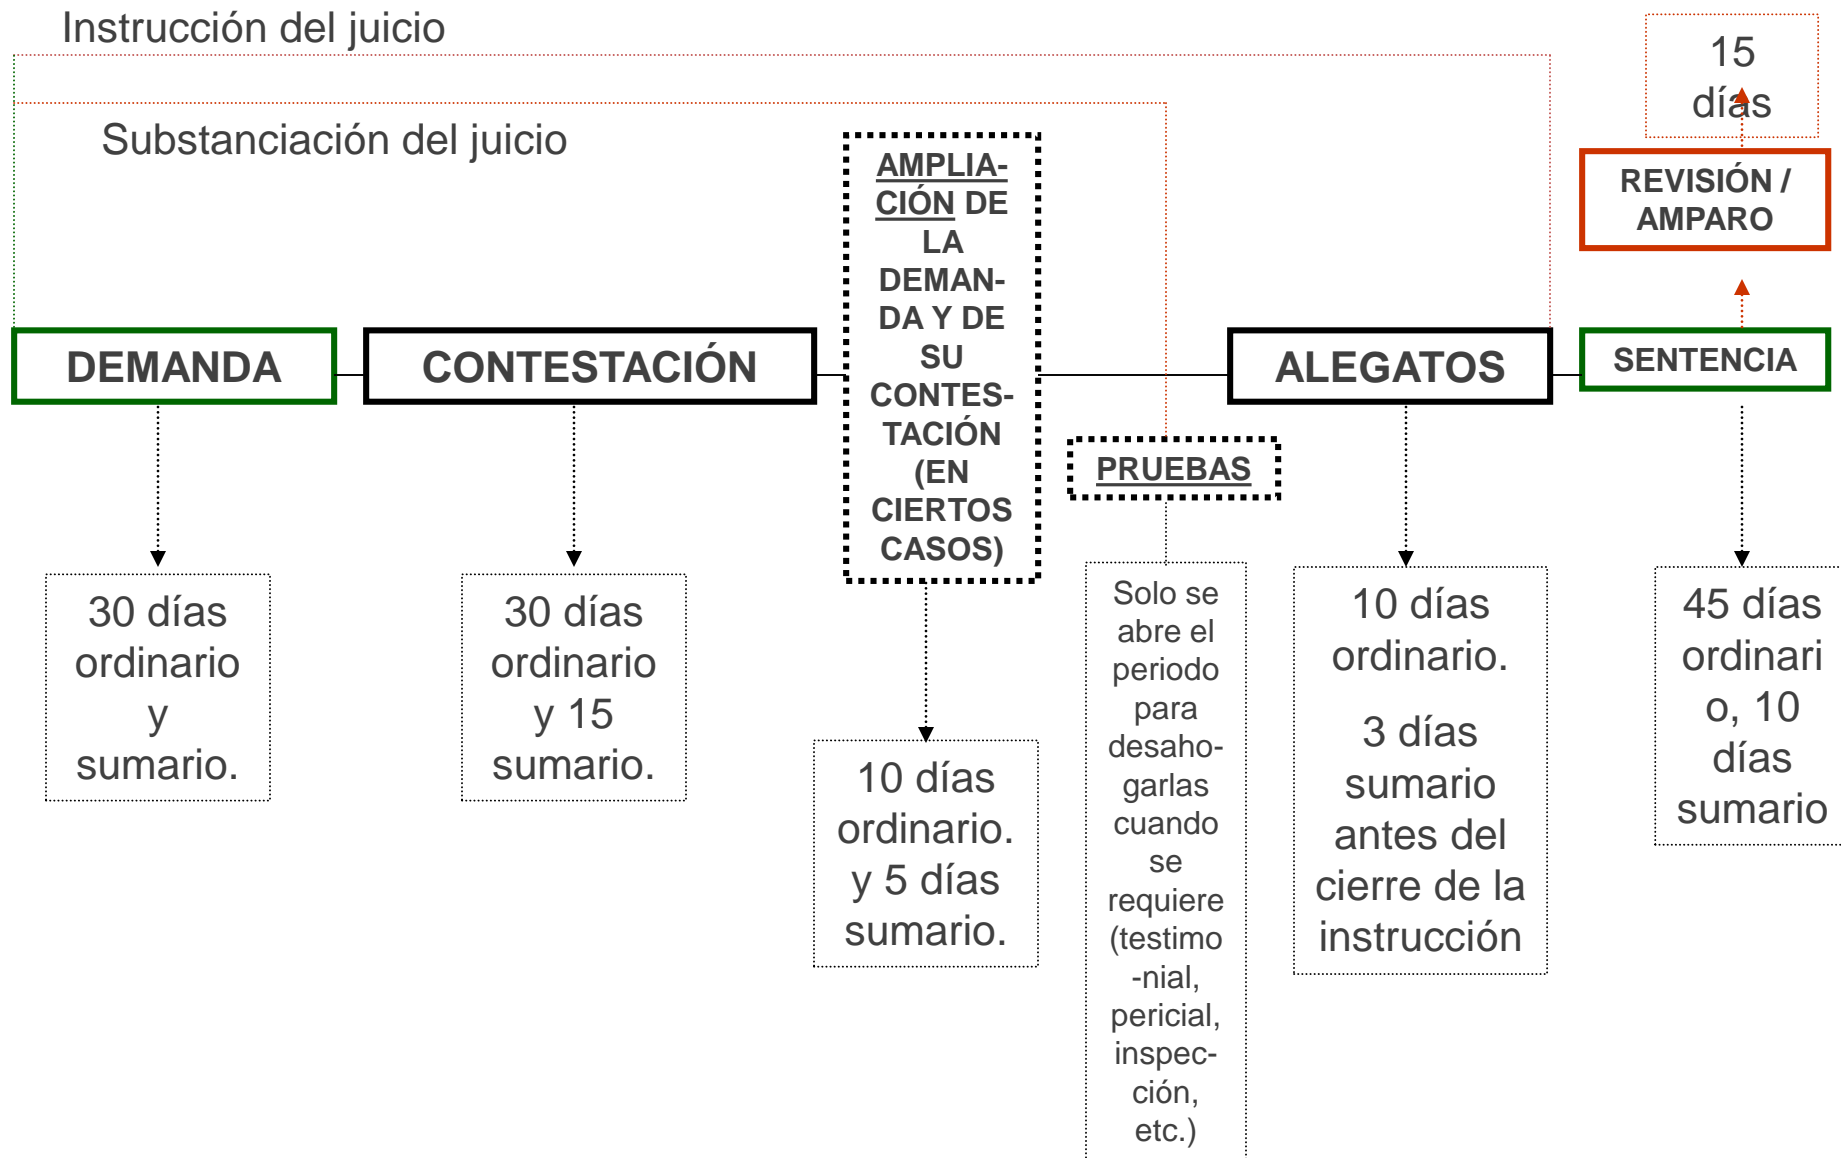 Instrucción del juicio
Substanciación del juicio
15
días
REVISIÓN /
AMPARO
DEMANDA
CONTESTACIÓN
AMPLIA-
CIÓN DE
LA
DEMAN-
DA Y DE
SU
CONTES-
TACIÓN
(EN
CIERTOS
CASOS)
PRUEBAS
ALEGATOS
SENTENCIA
30 días
ordinario
y
sumario.
30 días
ordinario
y 15
sumario.
10 días
ordinario.
y 5 días
sumario.
Solo se
abre el
periodo
para
desaho-
garlas
cuando
se
requiere
(testimo
-nial,
pericial,
inspec-
ción,
etc.)
10 días
ordinario.
3 días
sumario
antes del
cierre de la
instrucción
45 días
ordinari
o, 10
días
sumario